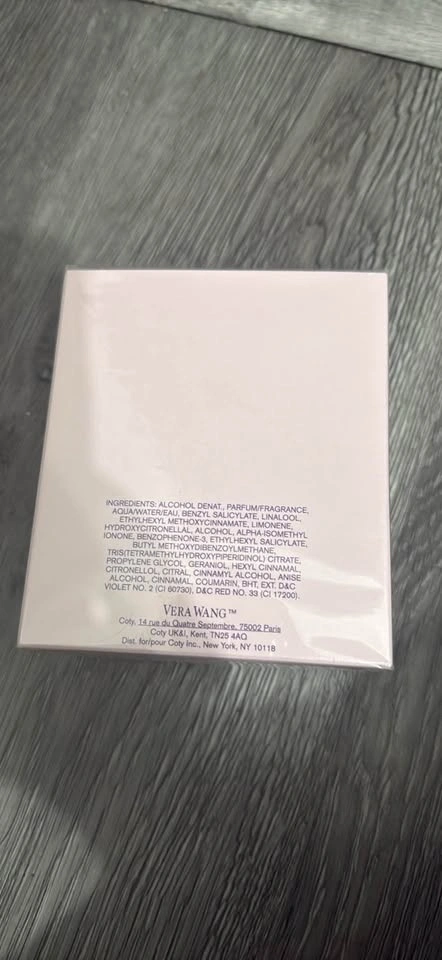 INGREDIENTS: ALCOHOL DENAT., PARFUM/FRAGRANCE,
AQUA/WATER/EAU, BENZYL SALICYLATE, LINALOOL,
ETHYLHEXYL METHOXYCINNAMATE, LIMONENE,
HYDROXYCITRONELLAL, ALCOHOL, ALPHA-ISOMETHYL
IONONE, BENZOPHENONE-3, ETHYLHEXYL SALICYLATE,
BUTYL METHOXYDIBENZOYLMETHANE,
TRIS(TETRAMETHYLHYDROXYPIPERIDINOL) CITRATE,
PROPYLENE GLYCOL, GERANIOL, HEXYL CINNAMAL,
CITRONELLOL, CITRAL, CINNAMYL ALCOHOL, ANISE
ALCOHOL, CINNAMAL, COUMARIN, BHT, EXT. D&C
VIOLET NO. 2 (CI 60730), D&C RED NO. 33 (CI 17200).
VERA WANG™
Coty, 14 rue du Quatre Septembre, 75002 Paris
Coty UK&I, Kent, TN25 4AQ
Dist. for/pour Coty Inc., New York, NY 10118